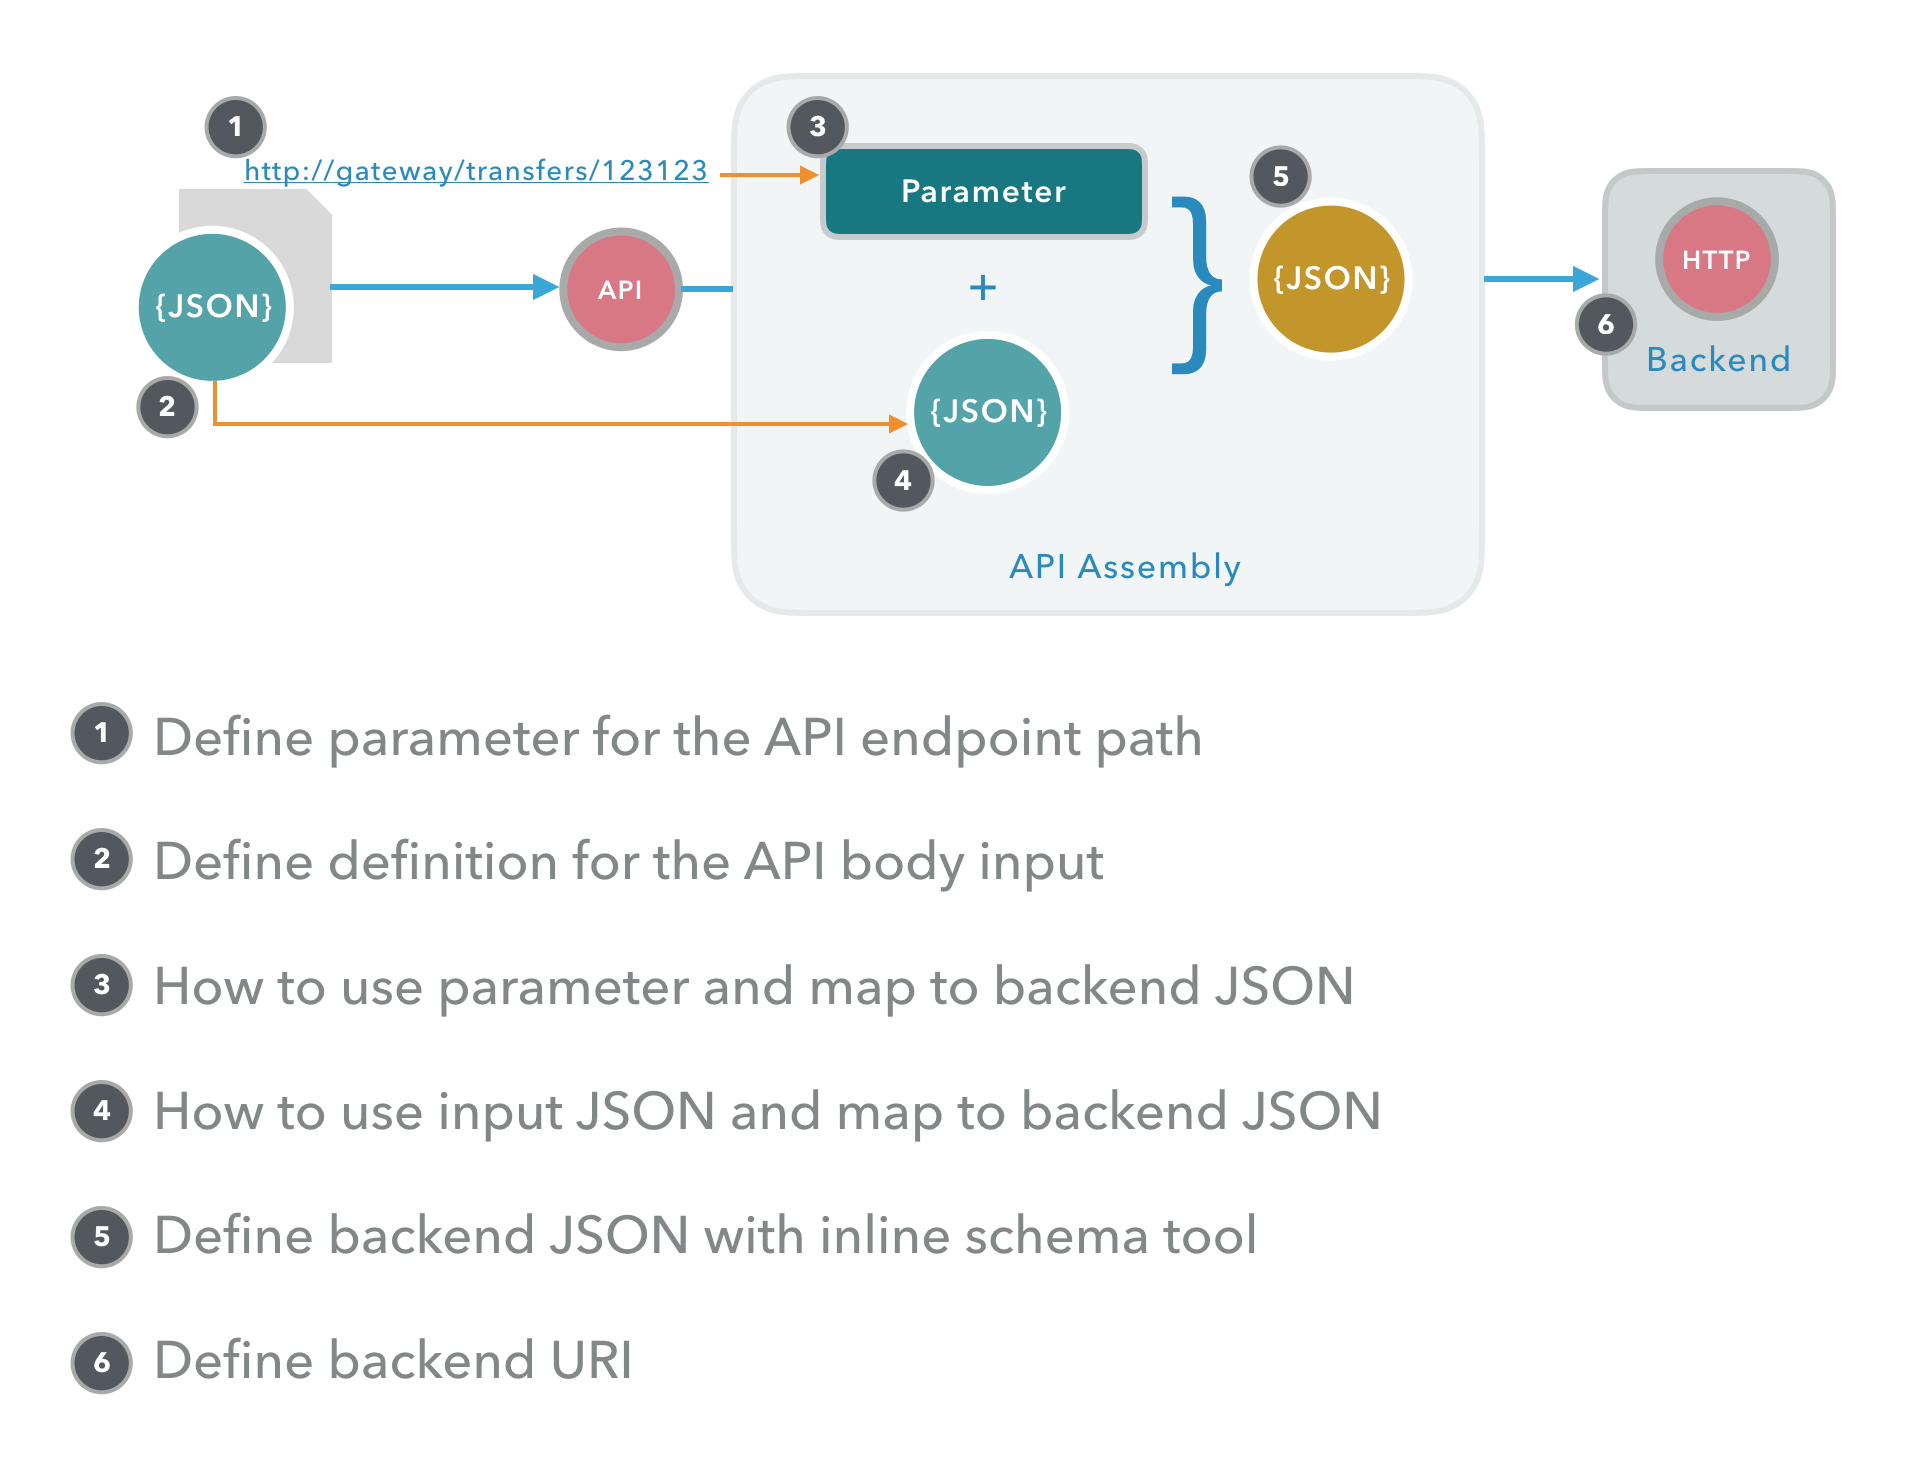 1
http://gateway/transfers/123123
{JSON}
2
API
3
Parameter
+
{JSON}
4
}
5
{JSON}
API Assembly
HTTP
6
Backend
1 Define parameter for the API endpoint path
2 Define definition for the API body input
3 How to use parameter and map to backend JSON
4 How to use input JSON and map to backend JSON
5 Define backend JSON with inline schema tool
6 Define backend URI